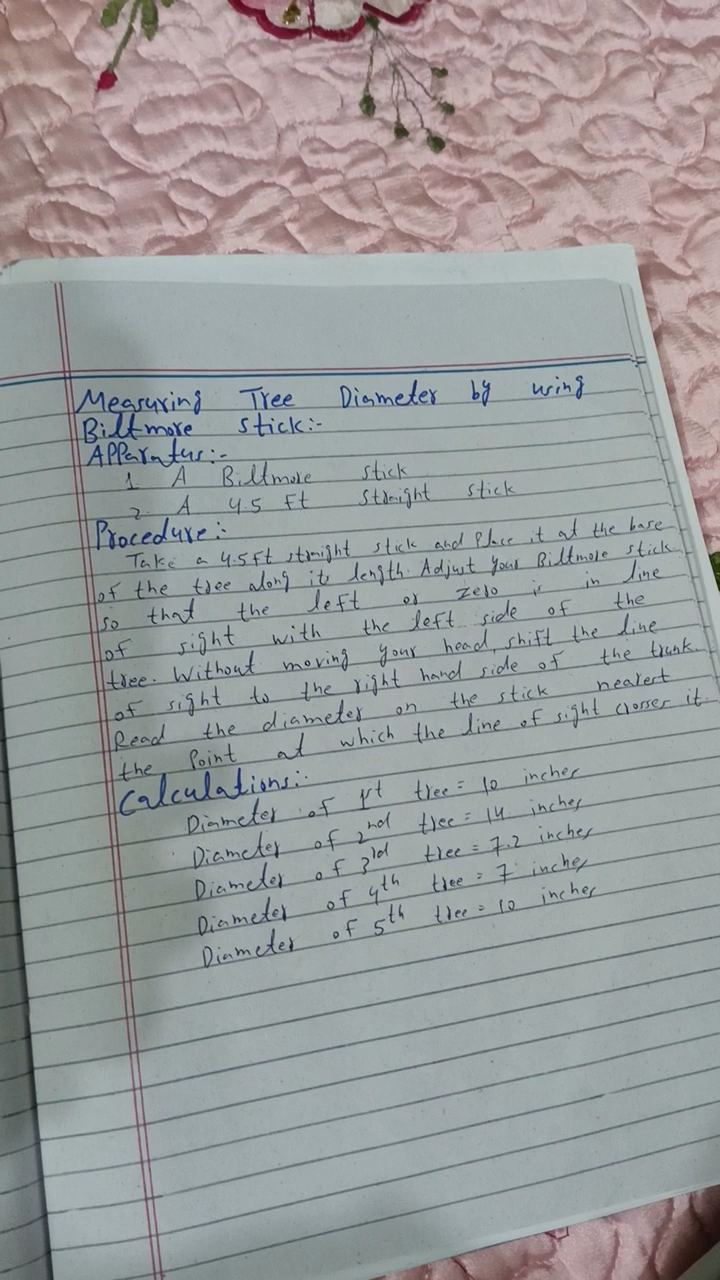 Measuring Tree Diameter by using
Biltmore stick:-
APParatus:-
1. A Biltmore stick
2. A 4.5 Ft Straight stick
Procedure:-
Take a 4.5ft straight stick and Place it at the base
of the tree along it length. Adjust your Biltmore stick
so that the left or zero is in line
of sight with the left side of the
tree. Without moving your head, shift the line
of sight to the right hand side of the trunk.
Read the diameter on the stick nearest
the Point at which the line of sight crosses it.
Calculations:-
Diameter of 1st tree = 10 inches
Diameter of 2nd tree = 14 inches
Diameter of 3rd tree = 7.2 inches
Diameter of 4th tree = 7 inches
Diameter of 5th tree = 10 inches